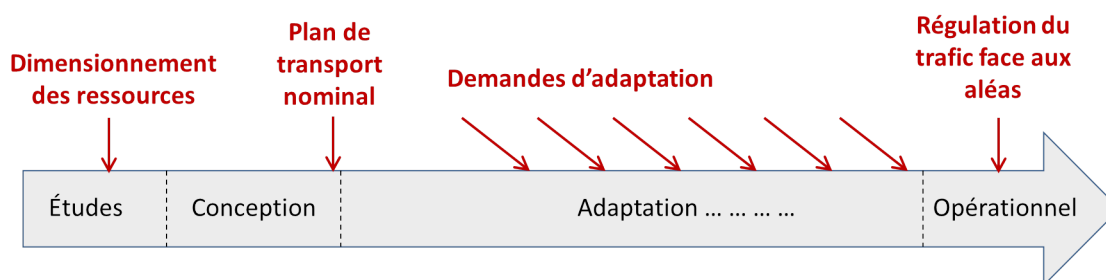 Dimensionnement
des ressources
Plan de
transport
nominal
Demandes d’adaptation
Régulation du
trafic face aux
aléas
Études
Conception
Adaptation … … … …
Opérationnel